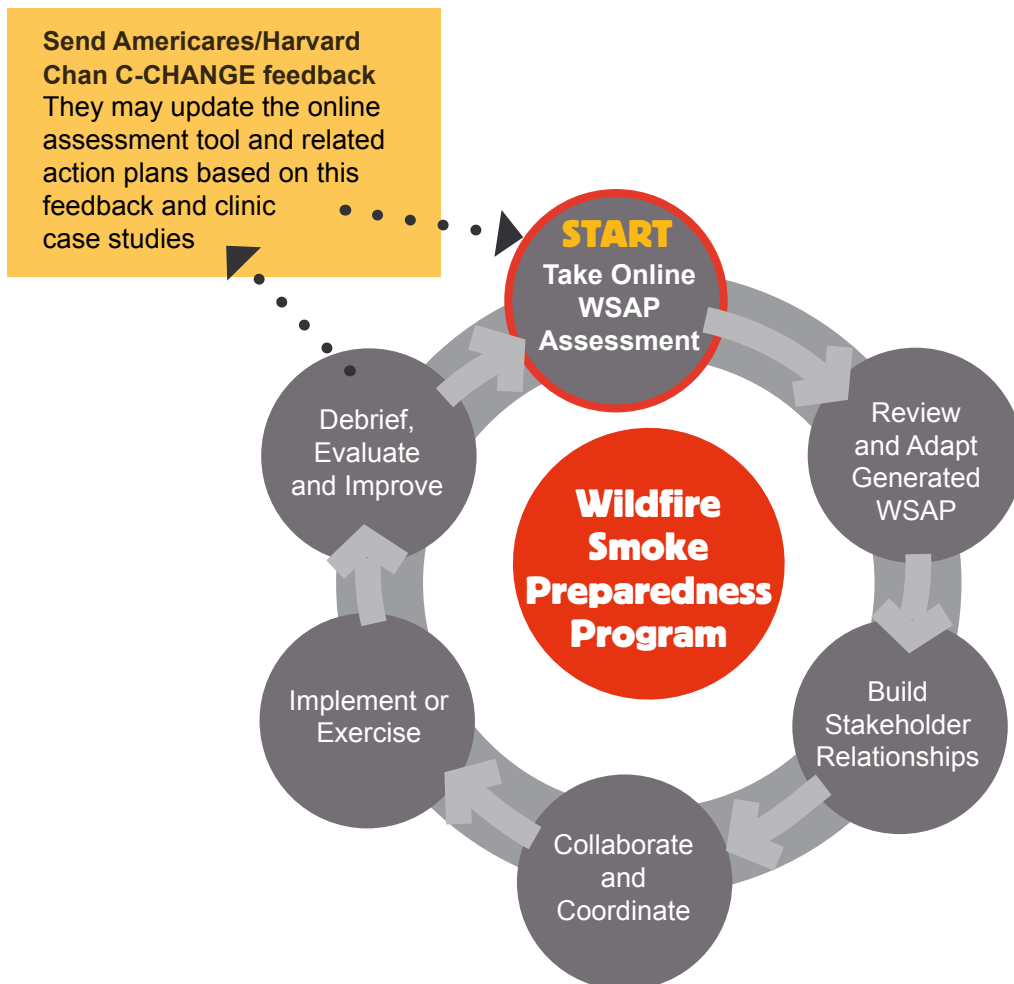 Send Americares/Harvard
Chan C-CHANGE feedback
They may update the online
assessment tool and related
action plans based on this
feedback and clinic
case studies
START
Take Online
WSAP
Assessment
Review
and Adapt
Generated
WSAP
Build
Stakeholder
Relationships
Collaborate
and
Coordinate
Implement or
Exercise
Debrief,
Evaluate
and Improve
Wildfire
Smoke
Preparedness
Program